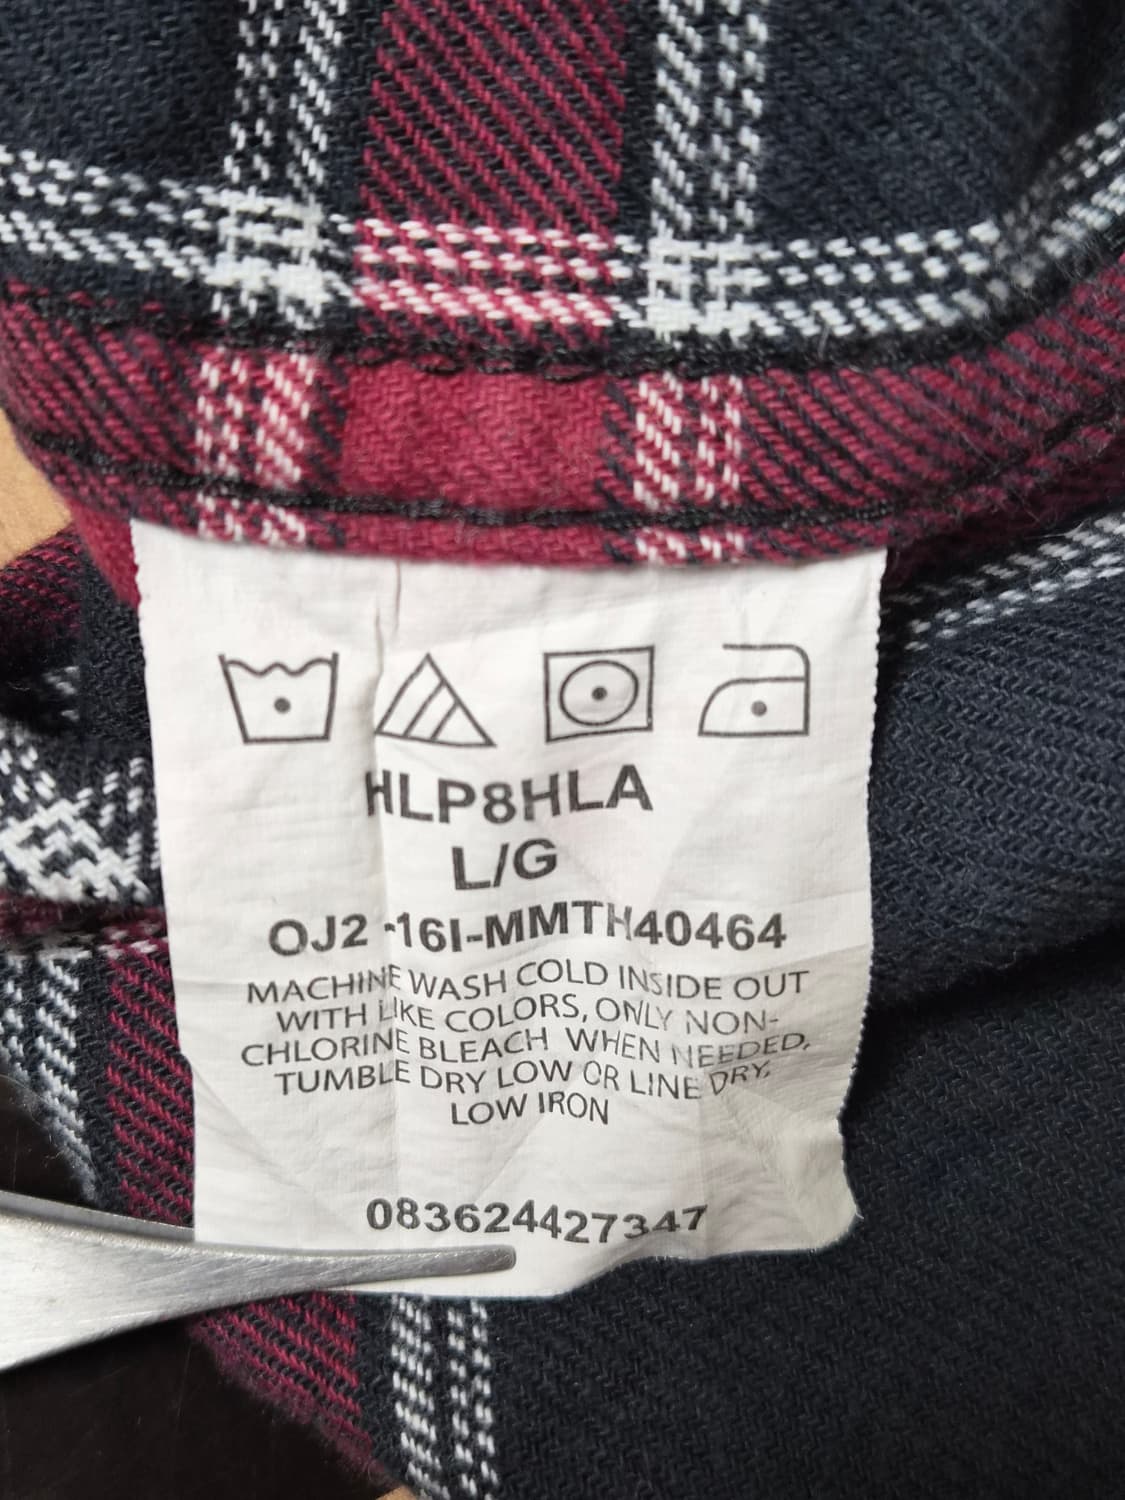 HLP8HLA
L/G
OJ2 -16I-MMTH40464
MACHINE WASH COLD INSIDE OUT
WITH LIKE COLORS, ONLY NON-
CHLORINE BLEACH WHEN NEEDED,
TUMBLE DRY LOW OR LINE DRY,
LOW IRON
083624427347